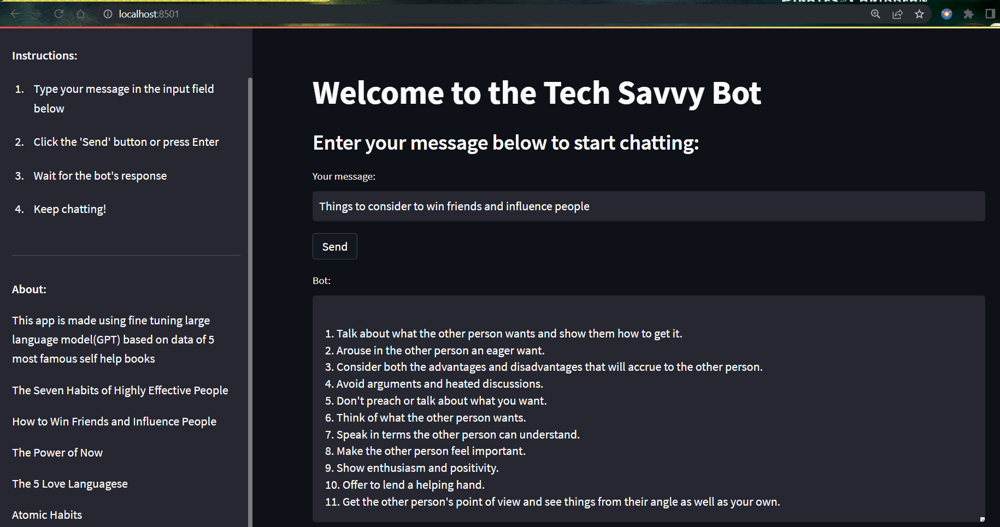 localhost:8501
Instructions:
1. Type your message in the input field
below
2. Click the 'Send' button or press Enter
3. Wait for the bot's response
4. Keep chatting!
About:
This app is made using fine tuning large
language model(GPT) based on data of 5
most famous self help books
The Seven Habits of Highly Effective People
How to Win Friends and Influence People
The Power of Now
The 5 Love Languagese
Atomic Habits
Welcome to the Tech Savvy Bot
Enter your message below to start chatting:
Your message:
Things to consider to win friends and influence people
Send
Bot:
1. Talk about what the other person wants and show them how to get it.
2. Arouse in the other person an eager want.
3. Consider both the advantages and disadvantages that will accrue to the other person.
4. Avoid arguments and heated discussions.
5. Don't preach or talk about what you want.
6. Think of what the other person wants.
7. Speak in terms the other person can understand.
8. Make the other person feel important.
9. Show enthusiasm and positivity.
10. Offer to lend a helping hand.
11. Get the other person's point of view and see things from their angle as well as your own.